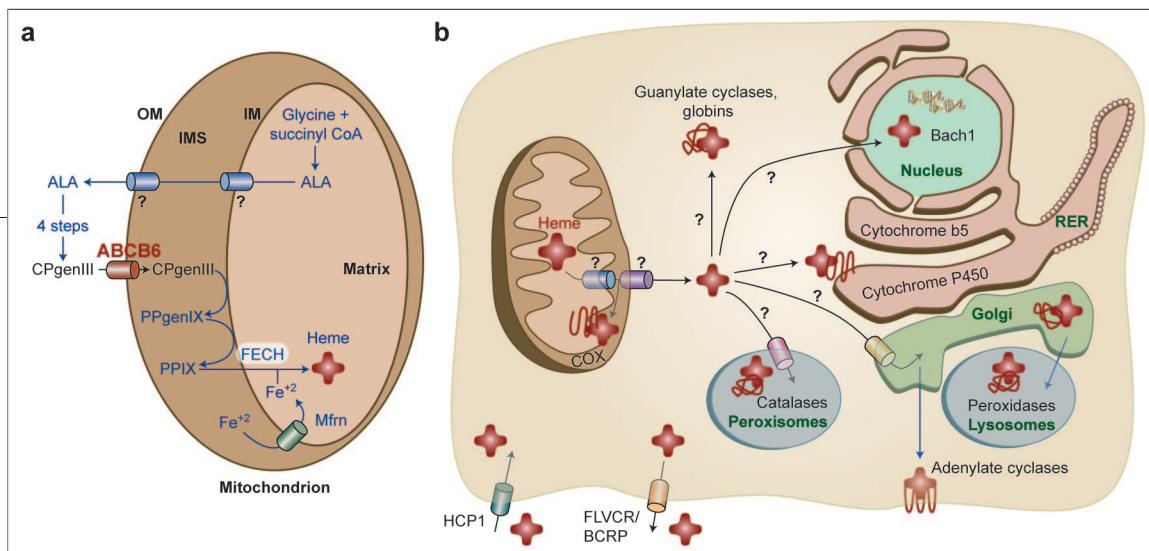 a
OM
IMS
IM
Glycine +
succinyl CoA
ALA
?
?
ALA
4 steps
ABCB6
CPgenIII
CPgenIII
Matrix
PPgenIX
Heme
FECH
PPIX
Fe+2
Fe+2
Mfrn
Mitochondrion
b
Guanylate cyclases,
globins
Bach1
Nucleus
?
?
Heme
?
?
COX
Cytochrome b5
RER
?
Cytochrome P450
?
?
Golgi
Catalases
Peroxisomes
Peroxidases
Lysosomes
Adenylate cyclases
HCP1
FLVCR/
BCRP